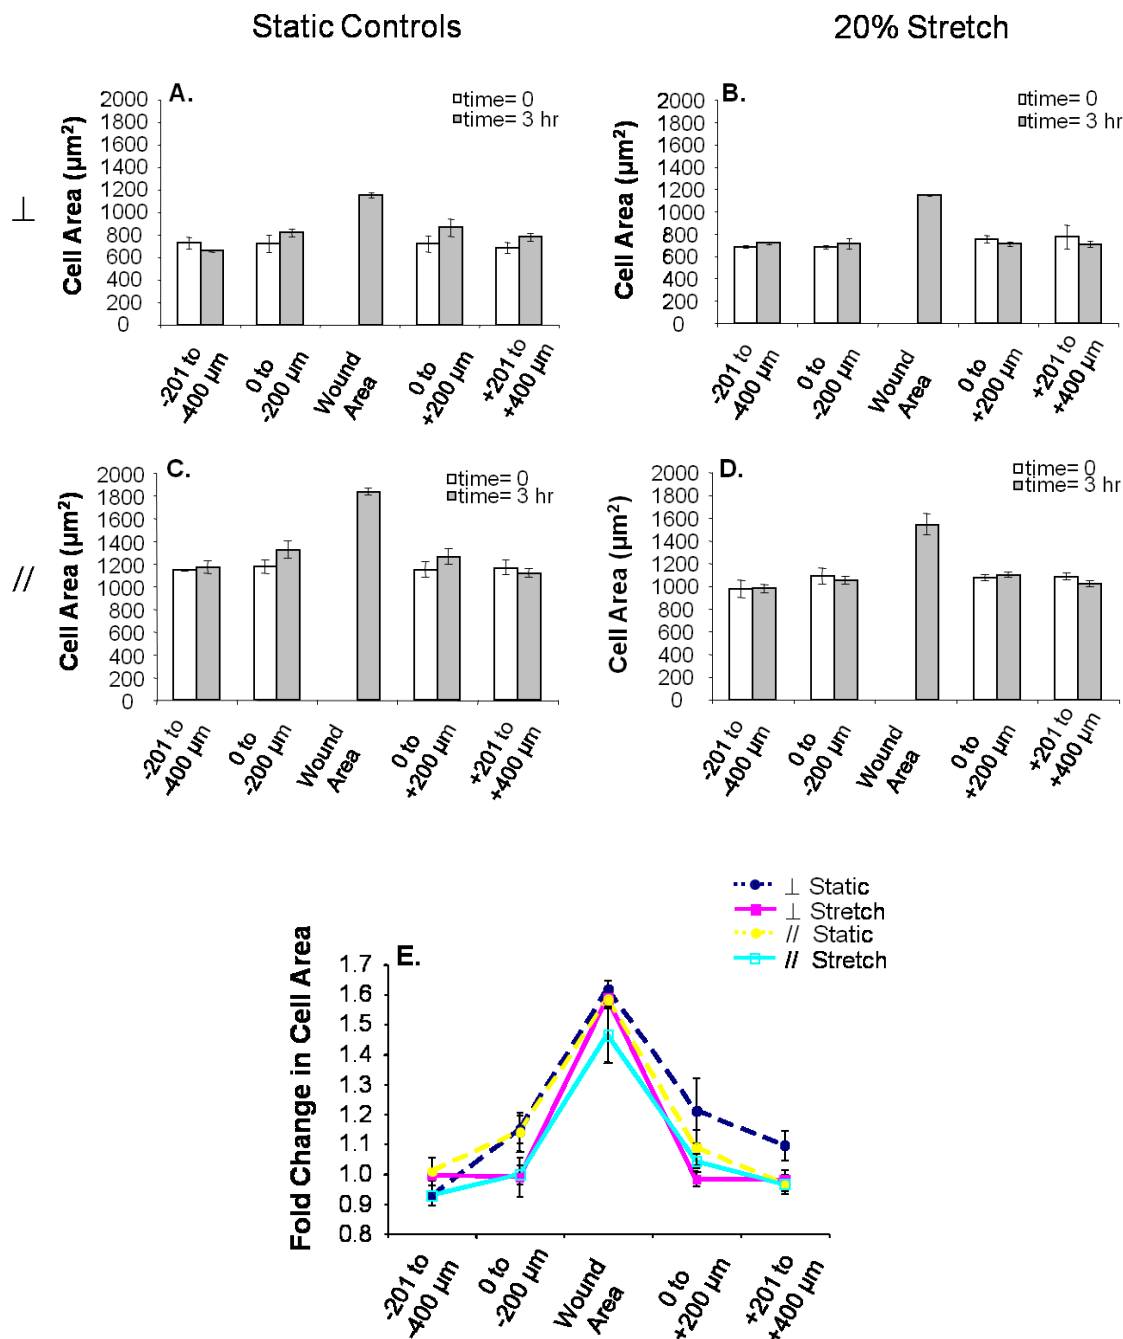 Static Controls
20% Stretch
⊥
A.
time= 0
time= 3 hr
Cell Area (µm²)
2000
1800
1600
1400
1200
1000
800
600
400
200
0
-201 to
-400 µm
0 to
-200 µm
Wound
Area
0 to
+200 µm
+201 to
+400 µm
B.
time= 0
time= 3 hr
Cell Area (µm²)
2000
1800
1600
1400
1200
1000
800
600
400
200
0
-201 to
-400 µm
0 to
-200 µm
Wound
Area
0 to
+200 µm
+201 to
+400 µm
//
C.
time= 0
time= 3 hr
Cell Area (µm²)
2000
1800
1600
1400
1200
1000
800
600
400
200
0
-201 to
-400 µm
0 to
-200 µm
Wound
Area
0 to
+200 µm
+201 to
+400 µm
D.
time= 0
time= 3 hr
Cell Area (µm²)
2000
1800
1600
1400
1200
1000
800
600
400
200
0
-201 to
-400 µm
0 to
-200 µm
Wound
Area
0 to
+200 µm
+201 to
+400 µm
⊥ Static
⊥ Stretch
// Static
// Stretch
E.
Fold Change in Cell Area
1.7
1.6
1.5
1.4
1.3
1.2
1.1
1.0
0.9
0.8
-201 to
-400 µm
0 to
-200 µm
Wound
Area
0 to
+200 µm
+201 to
+400 µm